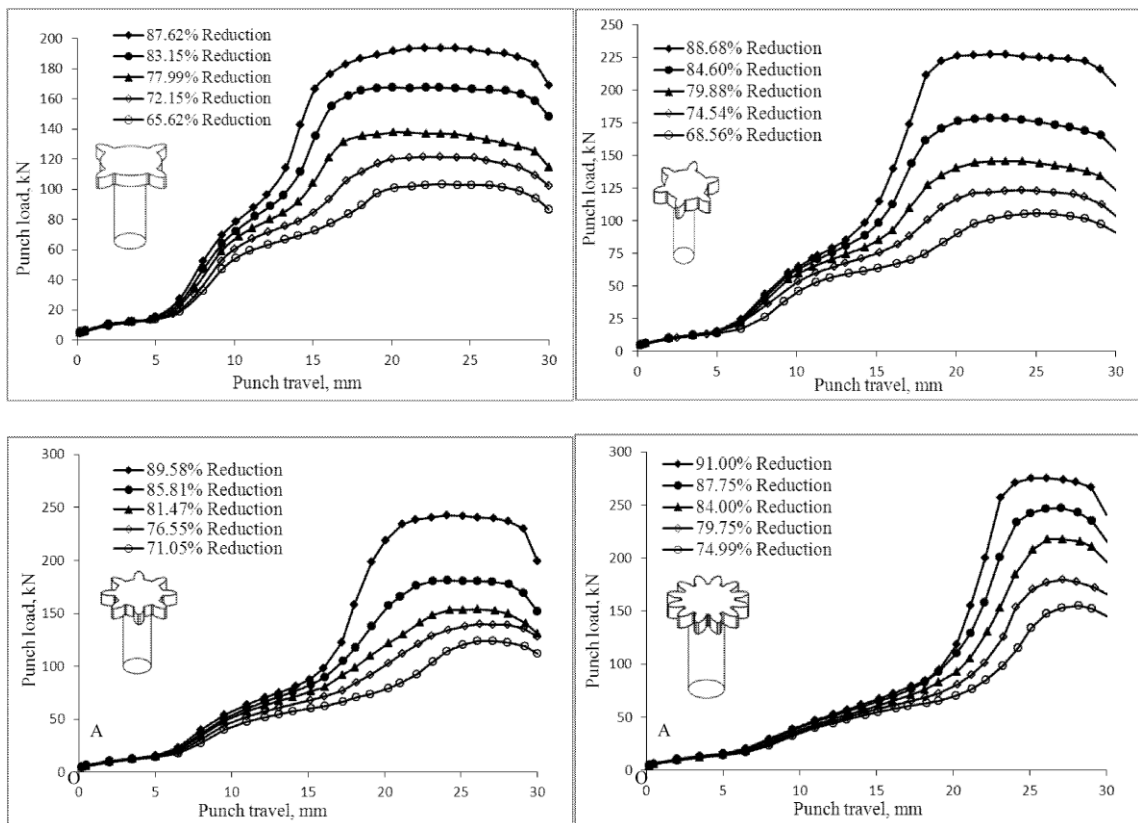 87.62% Reduction
83.15% Reduction
77.99% Reduction
72.15% Reduction
65.62% Reduction
Punch load, kN
200
180
160
140
120
100
80
60
40
20
0
0 5 10 15 20 25 30
Punch travel, mm
88.68% Reduction
84.60% Reduction
79.88% Reduction
74.54% Reduction
68.56% Reduction
Punch load, kN
250
225
200
175
150
125
100
75
50
25
0
0 5 10 15 20 25 30
Punch travel, mm
89.58% Reduction
85.81% Reduction
81.47% Reduction
76.55% Reduction
71.05% Reduction
Punch load, kN
300
250
200
150
100
50
0
A
O
0 5 10 15 20 25 30
Punch travel, mm
91.00% Reduction
87.75% Reduction
84.00% Reduction
79.75% Reduction
74.99% Reduction
Punch load, kN
300
250
200
150
100
50
0
A
O
0 5 10 15 20 25 30
Punch travel, mm